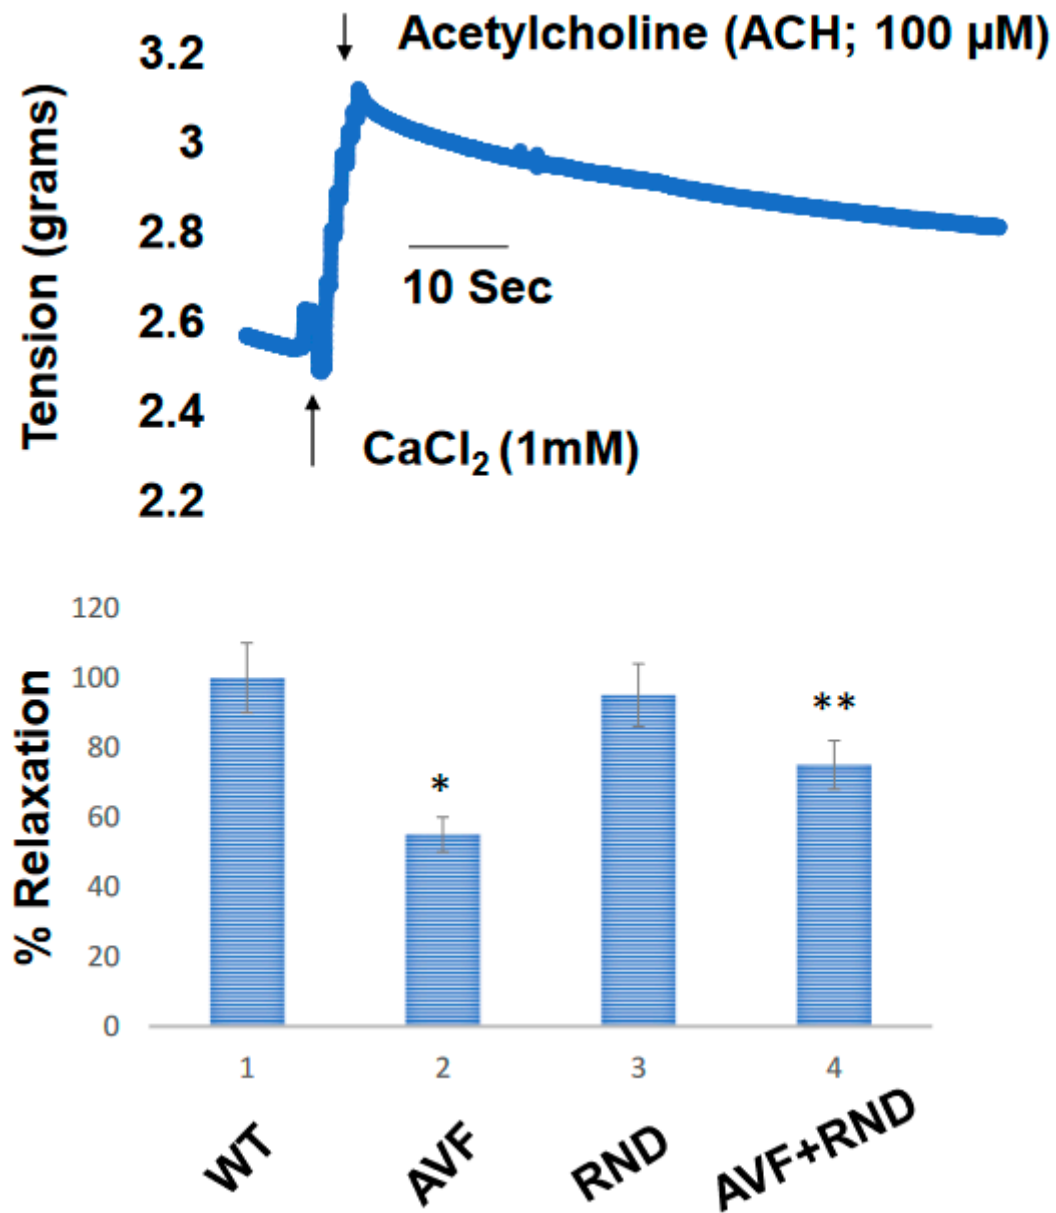 Acetylcholine (ACH; 100 µM)
3.2
3
2.8
2.6
2.4
2.2
Tension (grams)
10 Sec
CaCl₂ (1mM)
120
100
80
60
40
20
0
% Relaxation
*
**
1 2 3 4
WT AVF RND AVF+RND